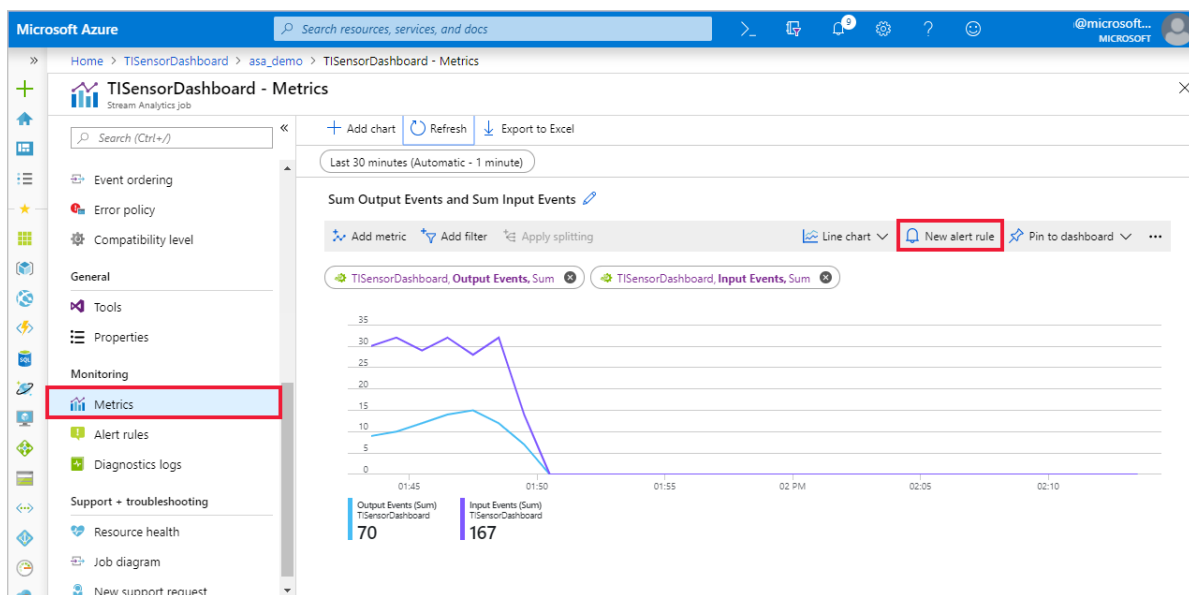 Microsoft Azure
Search resources, services, and docs
9
@microsoft...
MICROSOFT
Home > TISensorDashboard > asa_demo > TISensorDashboard - Metrics
TISensorDashboard - Metrics
Stream Analytics job
Search (Ctrl+/)
Event ordering
Error policy
Compatibility level
General
Tools
Properties
Monitoring
Metrics
Alert rules
Diagnostics logs
Support + troubleshooting
Resource health
Job diagram
New support request
SQL
Add chart Refresh Export to Excel
Last 30 minutes (Automatic - 1 minute)
Sum Output Events and Sum Input Events
Add metric Add filter Apply splitting Line chart New alert rule Pin to dashboard
TISensorDashboard, Output Events, Sum TISensorDashboard, Input Events, Sum
35
30
25
20
15
10
5
0
01:45 01:50 01:55 02 PM 02:05 02:10
Output Events (Sum)
TISensorDashboard
70
Input Events (Sum)
TISensorDashboard
167